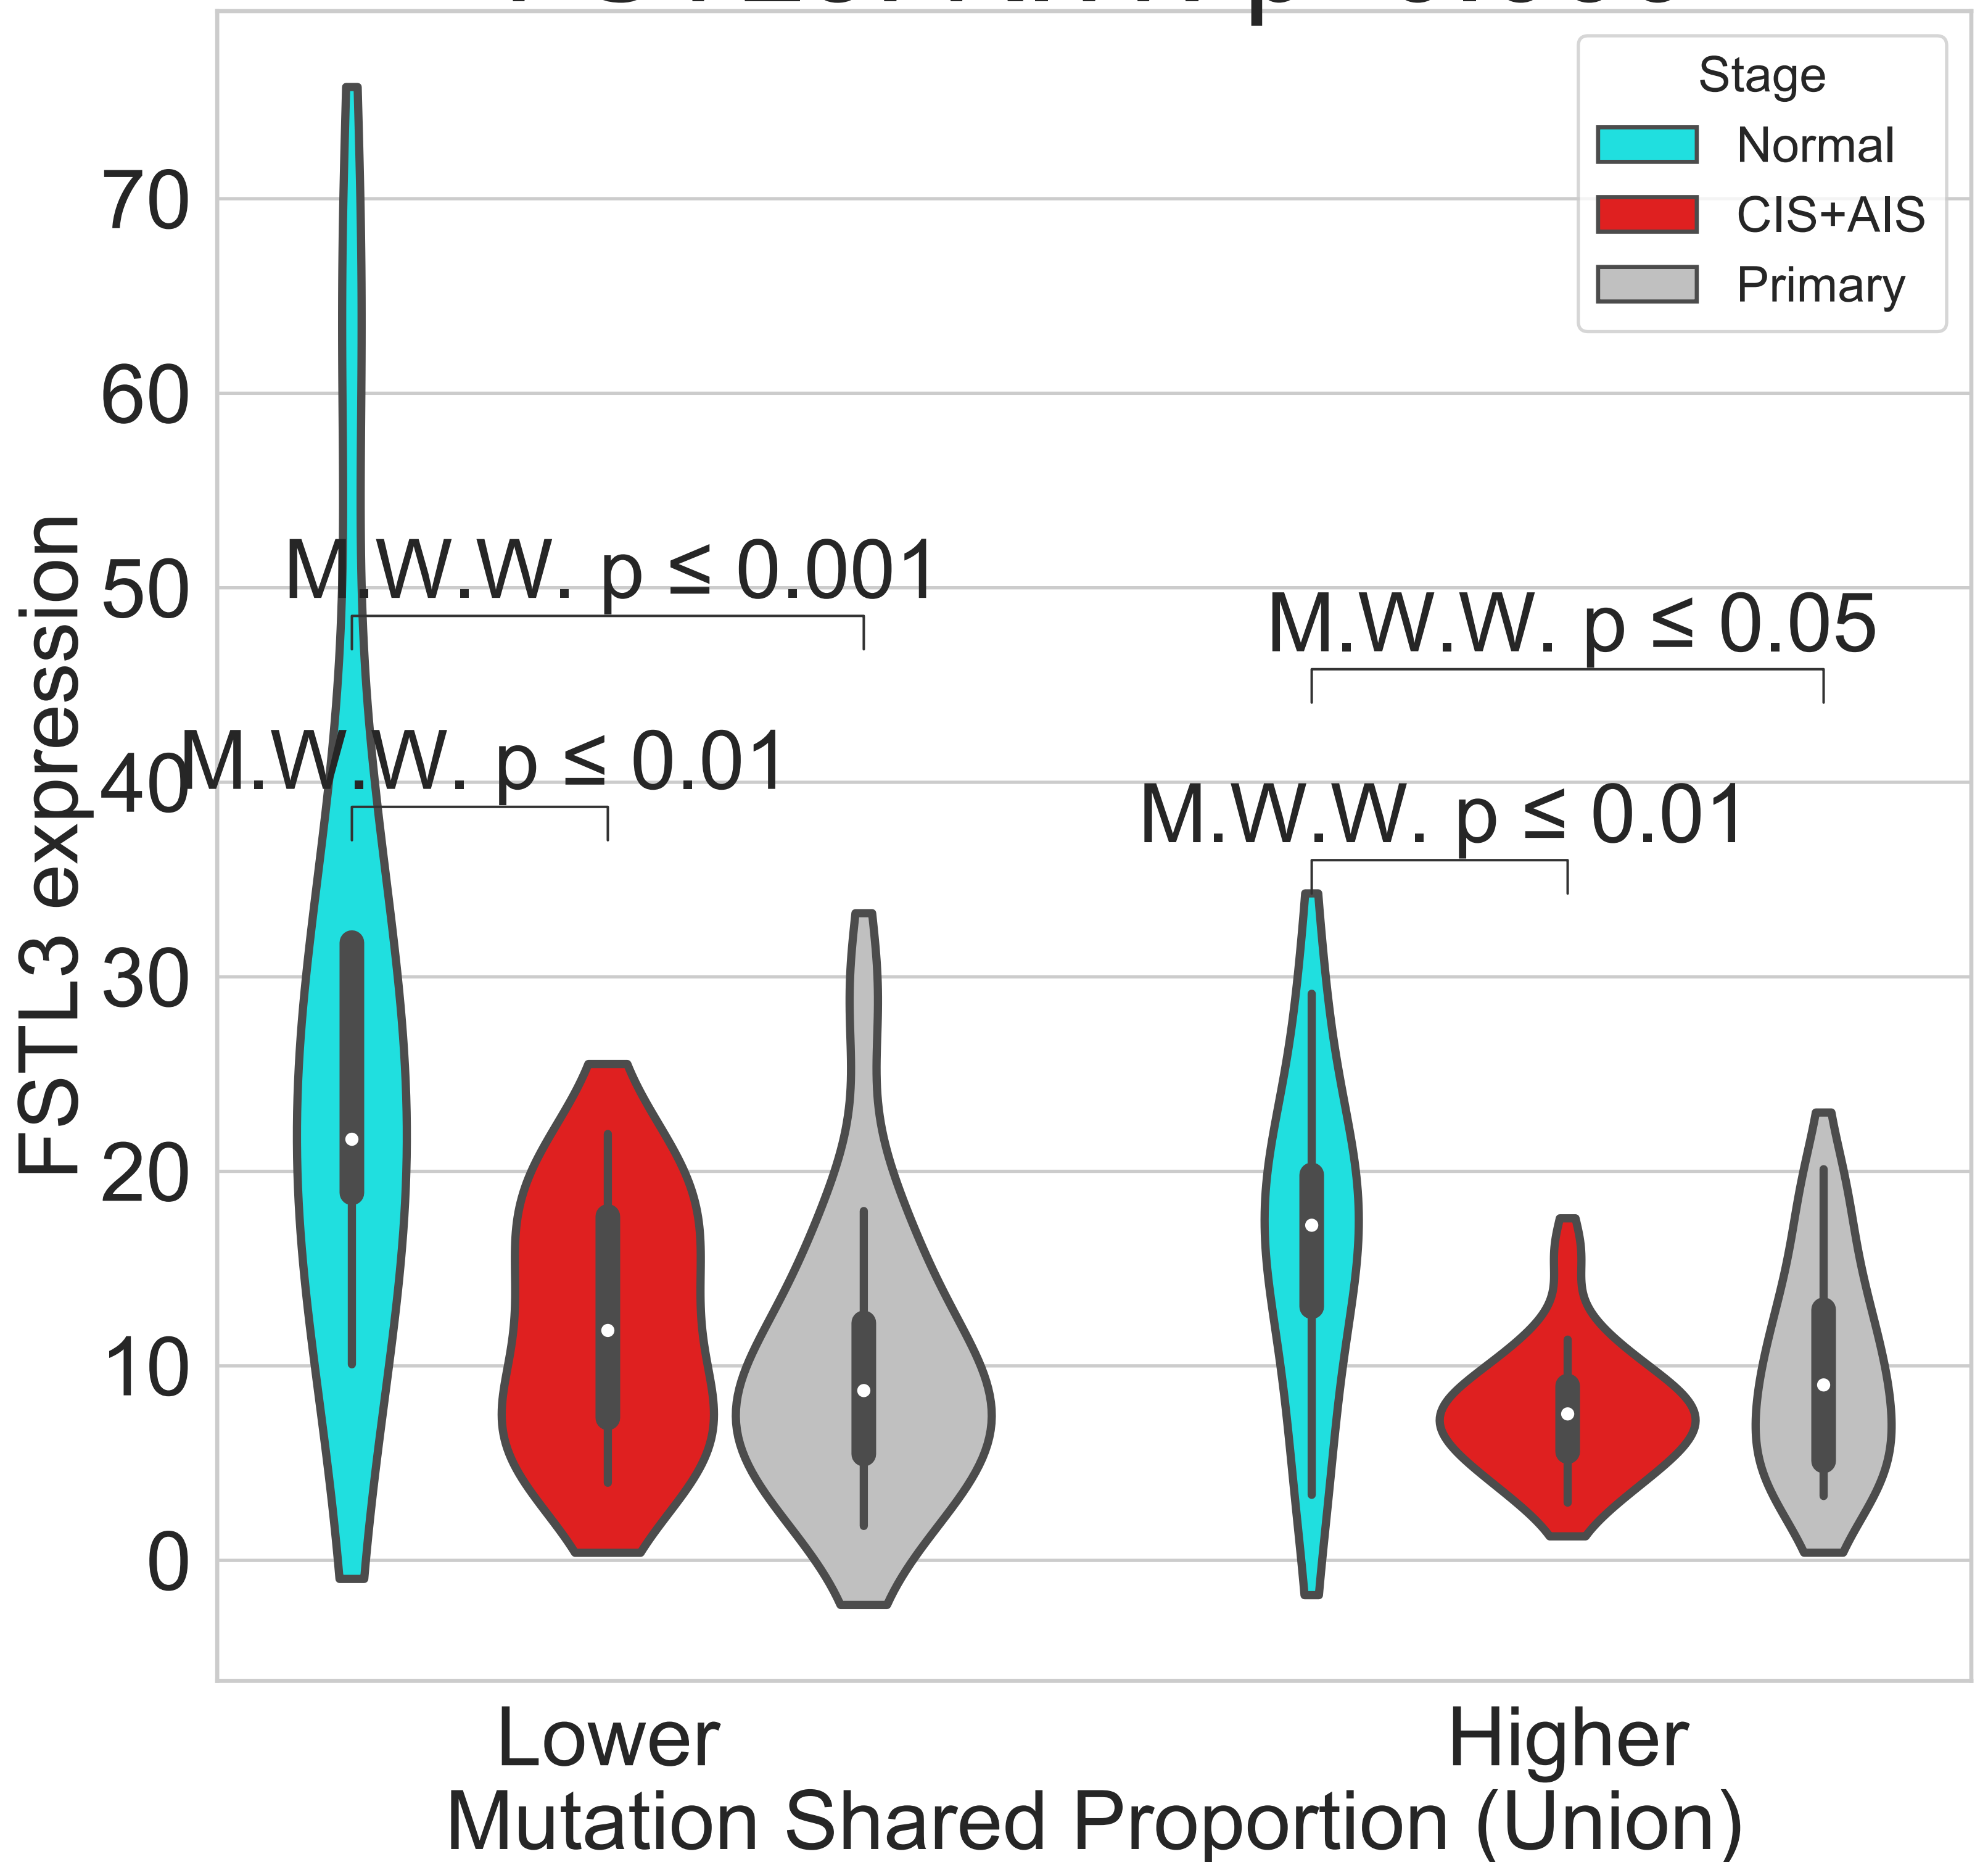 Stage
Normal
CIS+AIS
Primary
70
60
50
40
30
20
10
0
FSTL3 expression
M.W.W. p ≤ 0.001
M.W.W. p ≤ 0.01
M.W.W. p ≤ 0.05
M.W.W. p ≤ 0.01
Lower
Higher
Mutation Shared Proportion (Union)